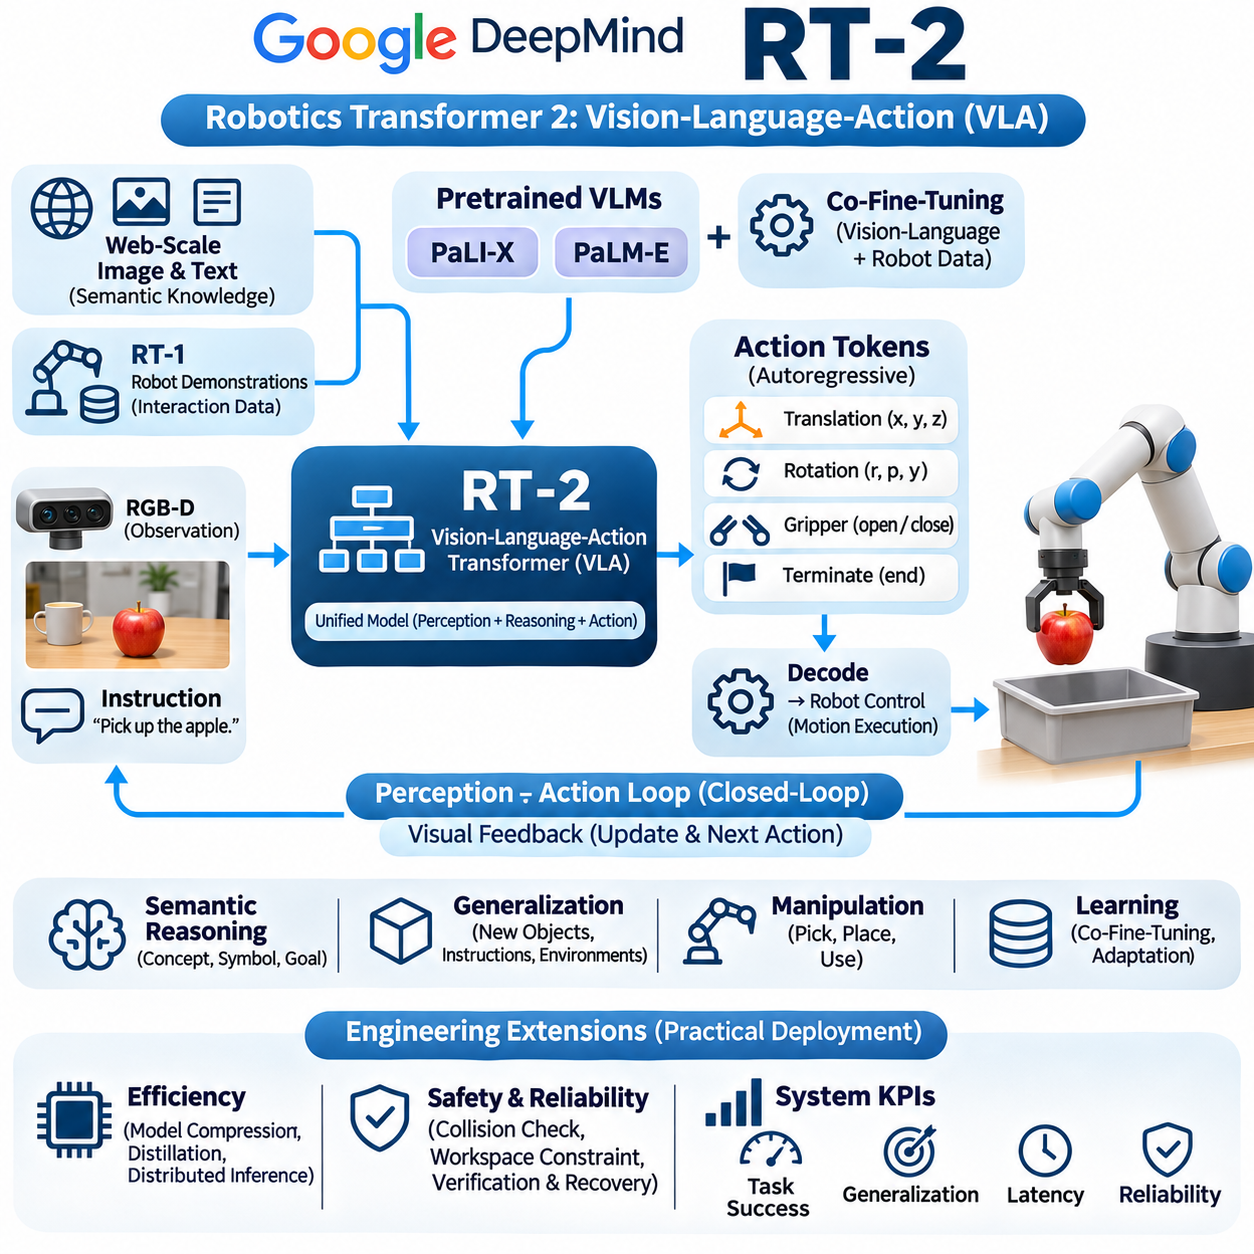 Google DeepMind RT-2
Robotics Transformer 2: Vision-Language-Action (VLA)
Web-Scale
Image & Text
(Semantic Knowledge)
RT-1
Robot Demonstrations
(Interaction Data)
Pretrained VLMs
PaLI-X
PaLM-E
+
Co-Fine-Tuning
(Vision-Language
+ Robot Data)
RGB-D
(Observation)
Instruction
“Pick up the apple.”
RT-2
Vision-Language-Action
Transformer (VLA)
Unified Model (Perception + Reasoning + Action)
Action Tokens
(Autoregressive)
Translation (x, y, z)
Rotation (r, p, y)
Gripper (open / close)
Terminate (end)
Decode
→ Robot Control
(Motion Execution)
Perception – Action Loop (Closed-Loop)
Visual Feedback (Update & Next Action)
Semantic
Reasoning
(Concept, Symbol, Goal)
Generalization
(New Objects,
Instructions, Environments)
Manipulation
(Pick, Place,
Use)
Learning
(Co-Fine-Tuning,
Adaptation)
Engineering Extensions (Practical Deployment)
Efficiency
(Model Compression,
Distillation,
Distributed Inference)
Safety & Reliability
(Collision Check,
Workspace Constraint,
Verification & Recovery)
System KPIs
Task
Success
Generalization
Latency
Reliability